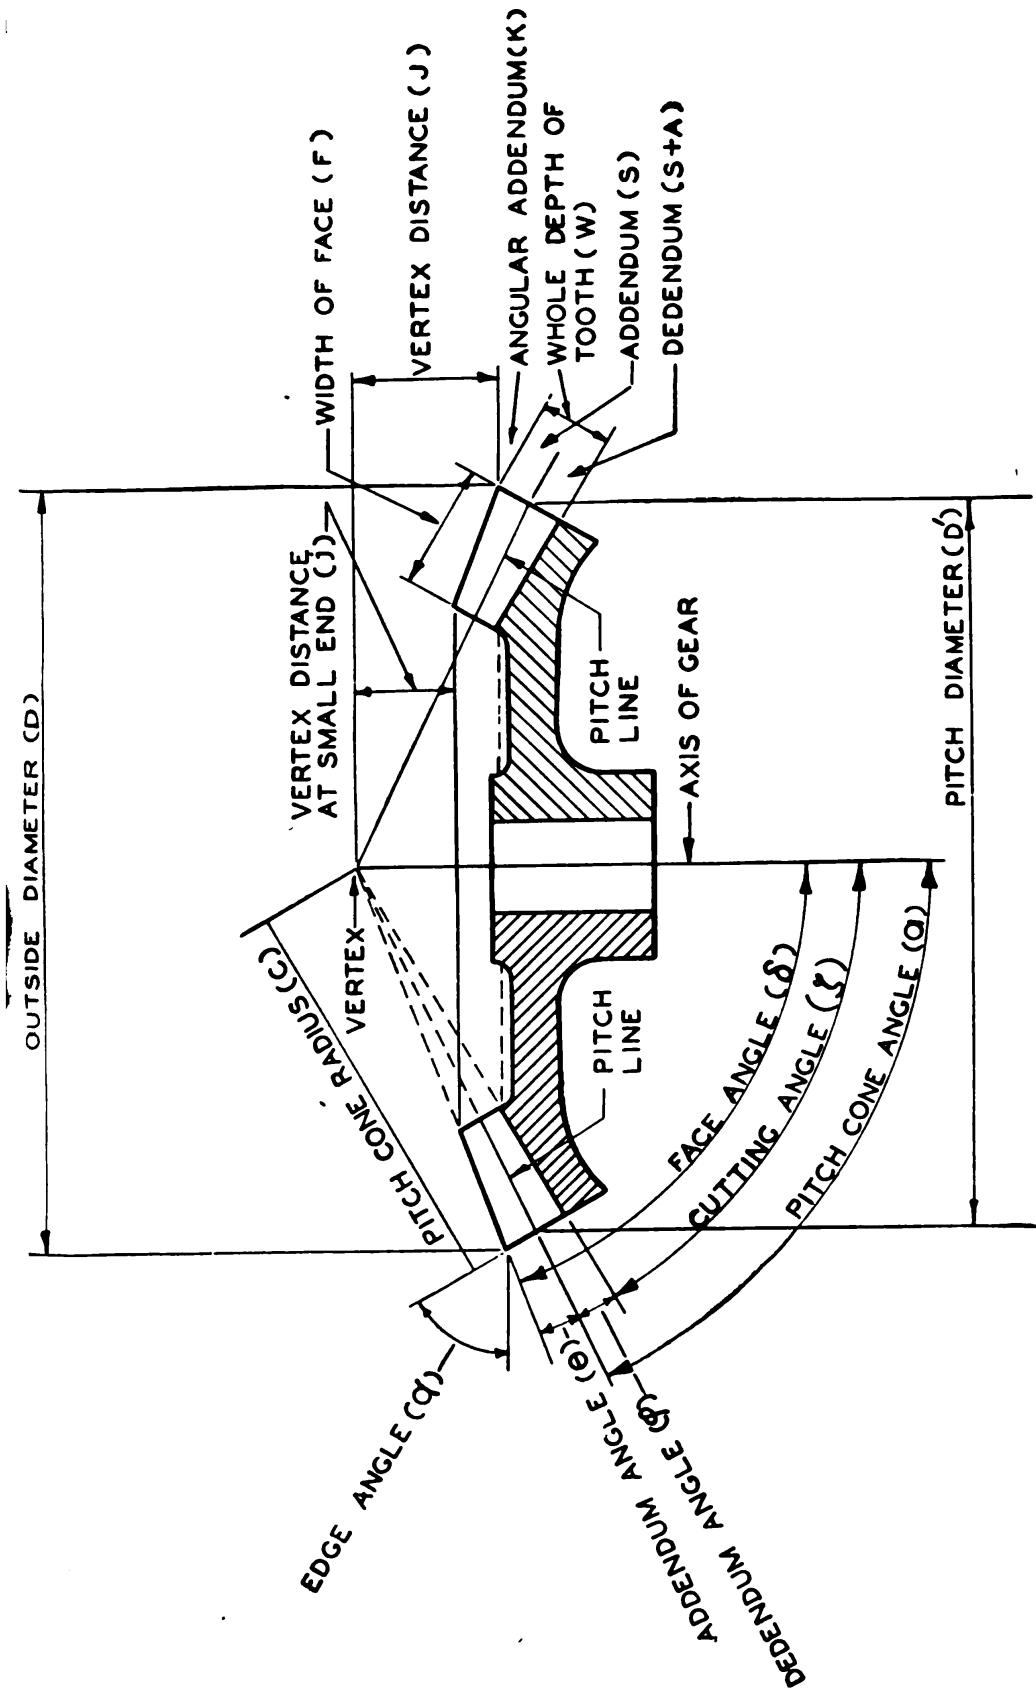 OUTSIDE DIAMETER (D)
VERTEX DISTANCE
AT SMALL END (j)
WIDTH OF FACE (F)
VERTEX DISTANCE (J)
ANGULAR ADDENDUM(K)
WHOLE DEPTH OF
TOOTH (W)
ADDENDUM (S)
DEDENDUM (S+A)
VERTEX
PITCH CONE RADIUS(C)
EDGE ANGLE (α)
PITCH
LINE
PITCH
LINE
AXIS OF GEAR
FACE ANGLE (δ)
CUTTING ANGLE (ζ)
PITCH CONE ANGLE (α)
ADDENDUM ANGLE (θ)
DEDENDUM ANGLE (φ)
PITCH DIAMETER (D')